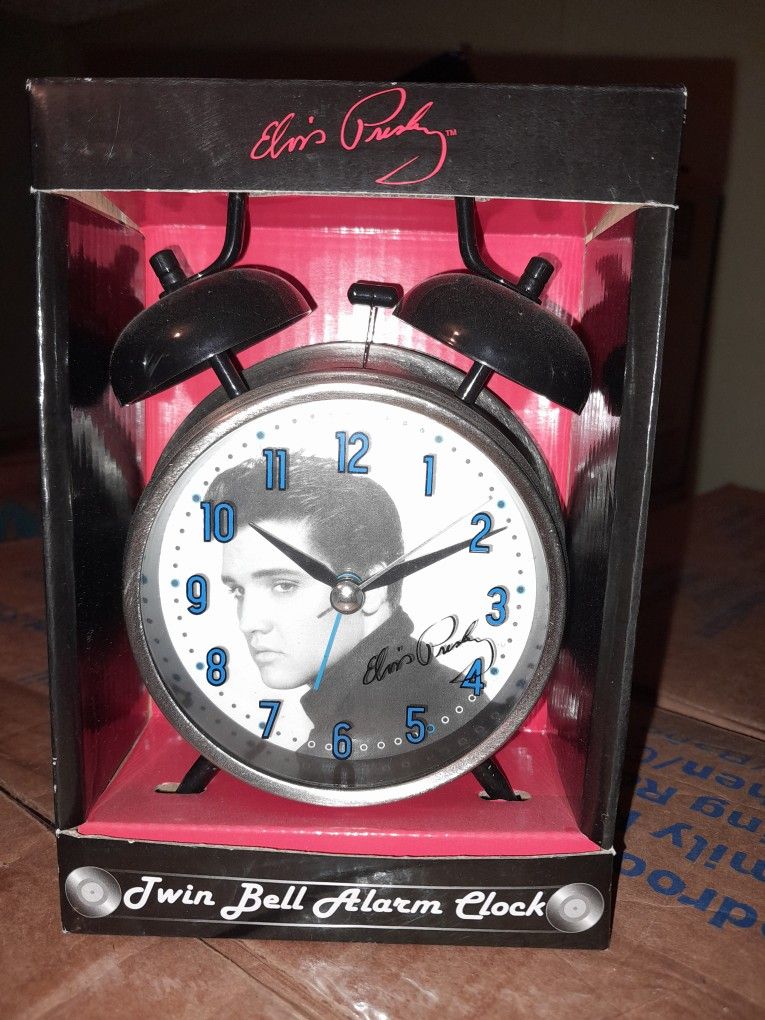 Elvis Presley™
12
11 1
10 2
9 3
Elvis Presley
8 4
7 5
6
Twin Bell Alarm Clock